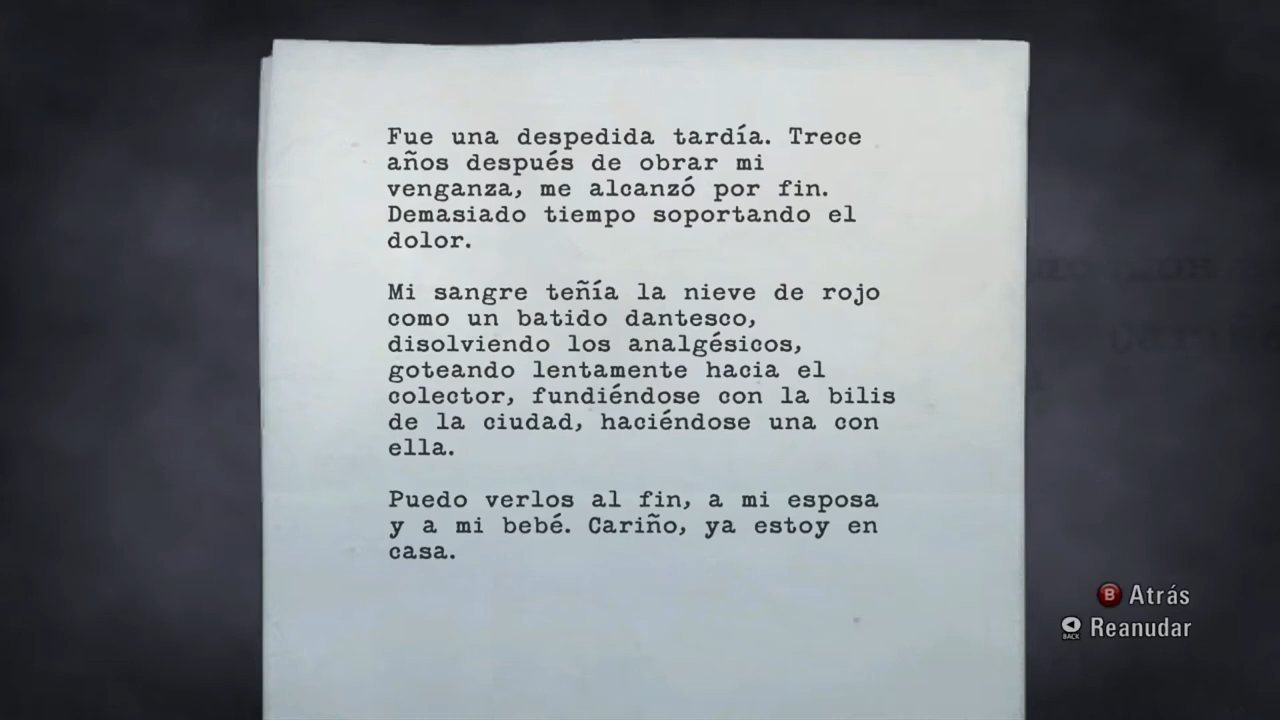 Fue una despedida tardía. Trece
años después de obrar mi
venganza, me alcanzó por fin.
Demasiado tiempo soportando el
dolor.
Mi sangre teñía la nieve de rojo
como un batido dantesco,
disolviendo los analgésicos,
goteando lentamente hacia el
colector, fundiéndose con la bilis
de la ciudad, haciéndose una con
ella.
Puedo verlos al fin, a mi esposa
y a mi bebé. Cariño, ya estoy en
casa.
B Atrás
BACK Reanudar